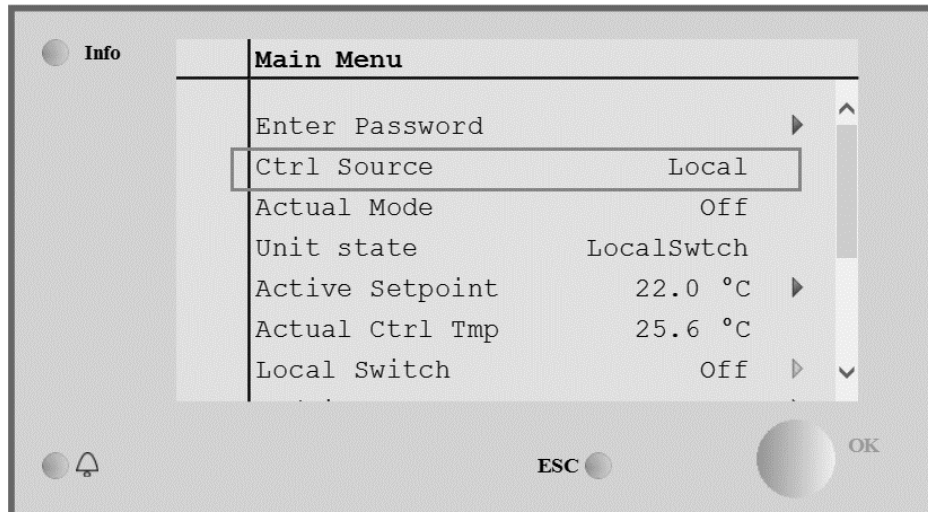 Info
Main Menu
Enter Password
Ctrl Source Local
Actual Mode Off
Unit state LocalSwtch
Active Setpoint 22.0 °C
Actual Ctrl Tmp 25.6 °C
Local Switch Off
ESC
OK